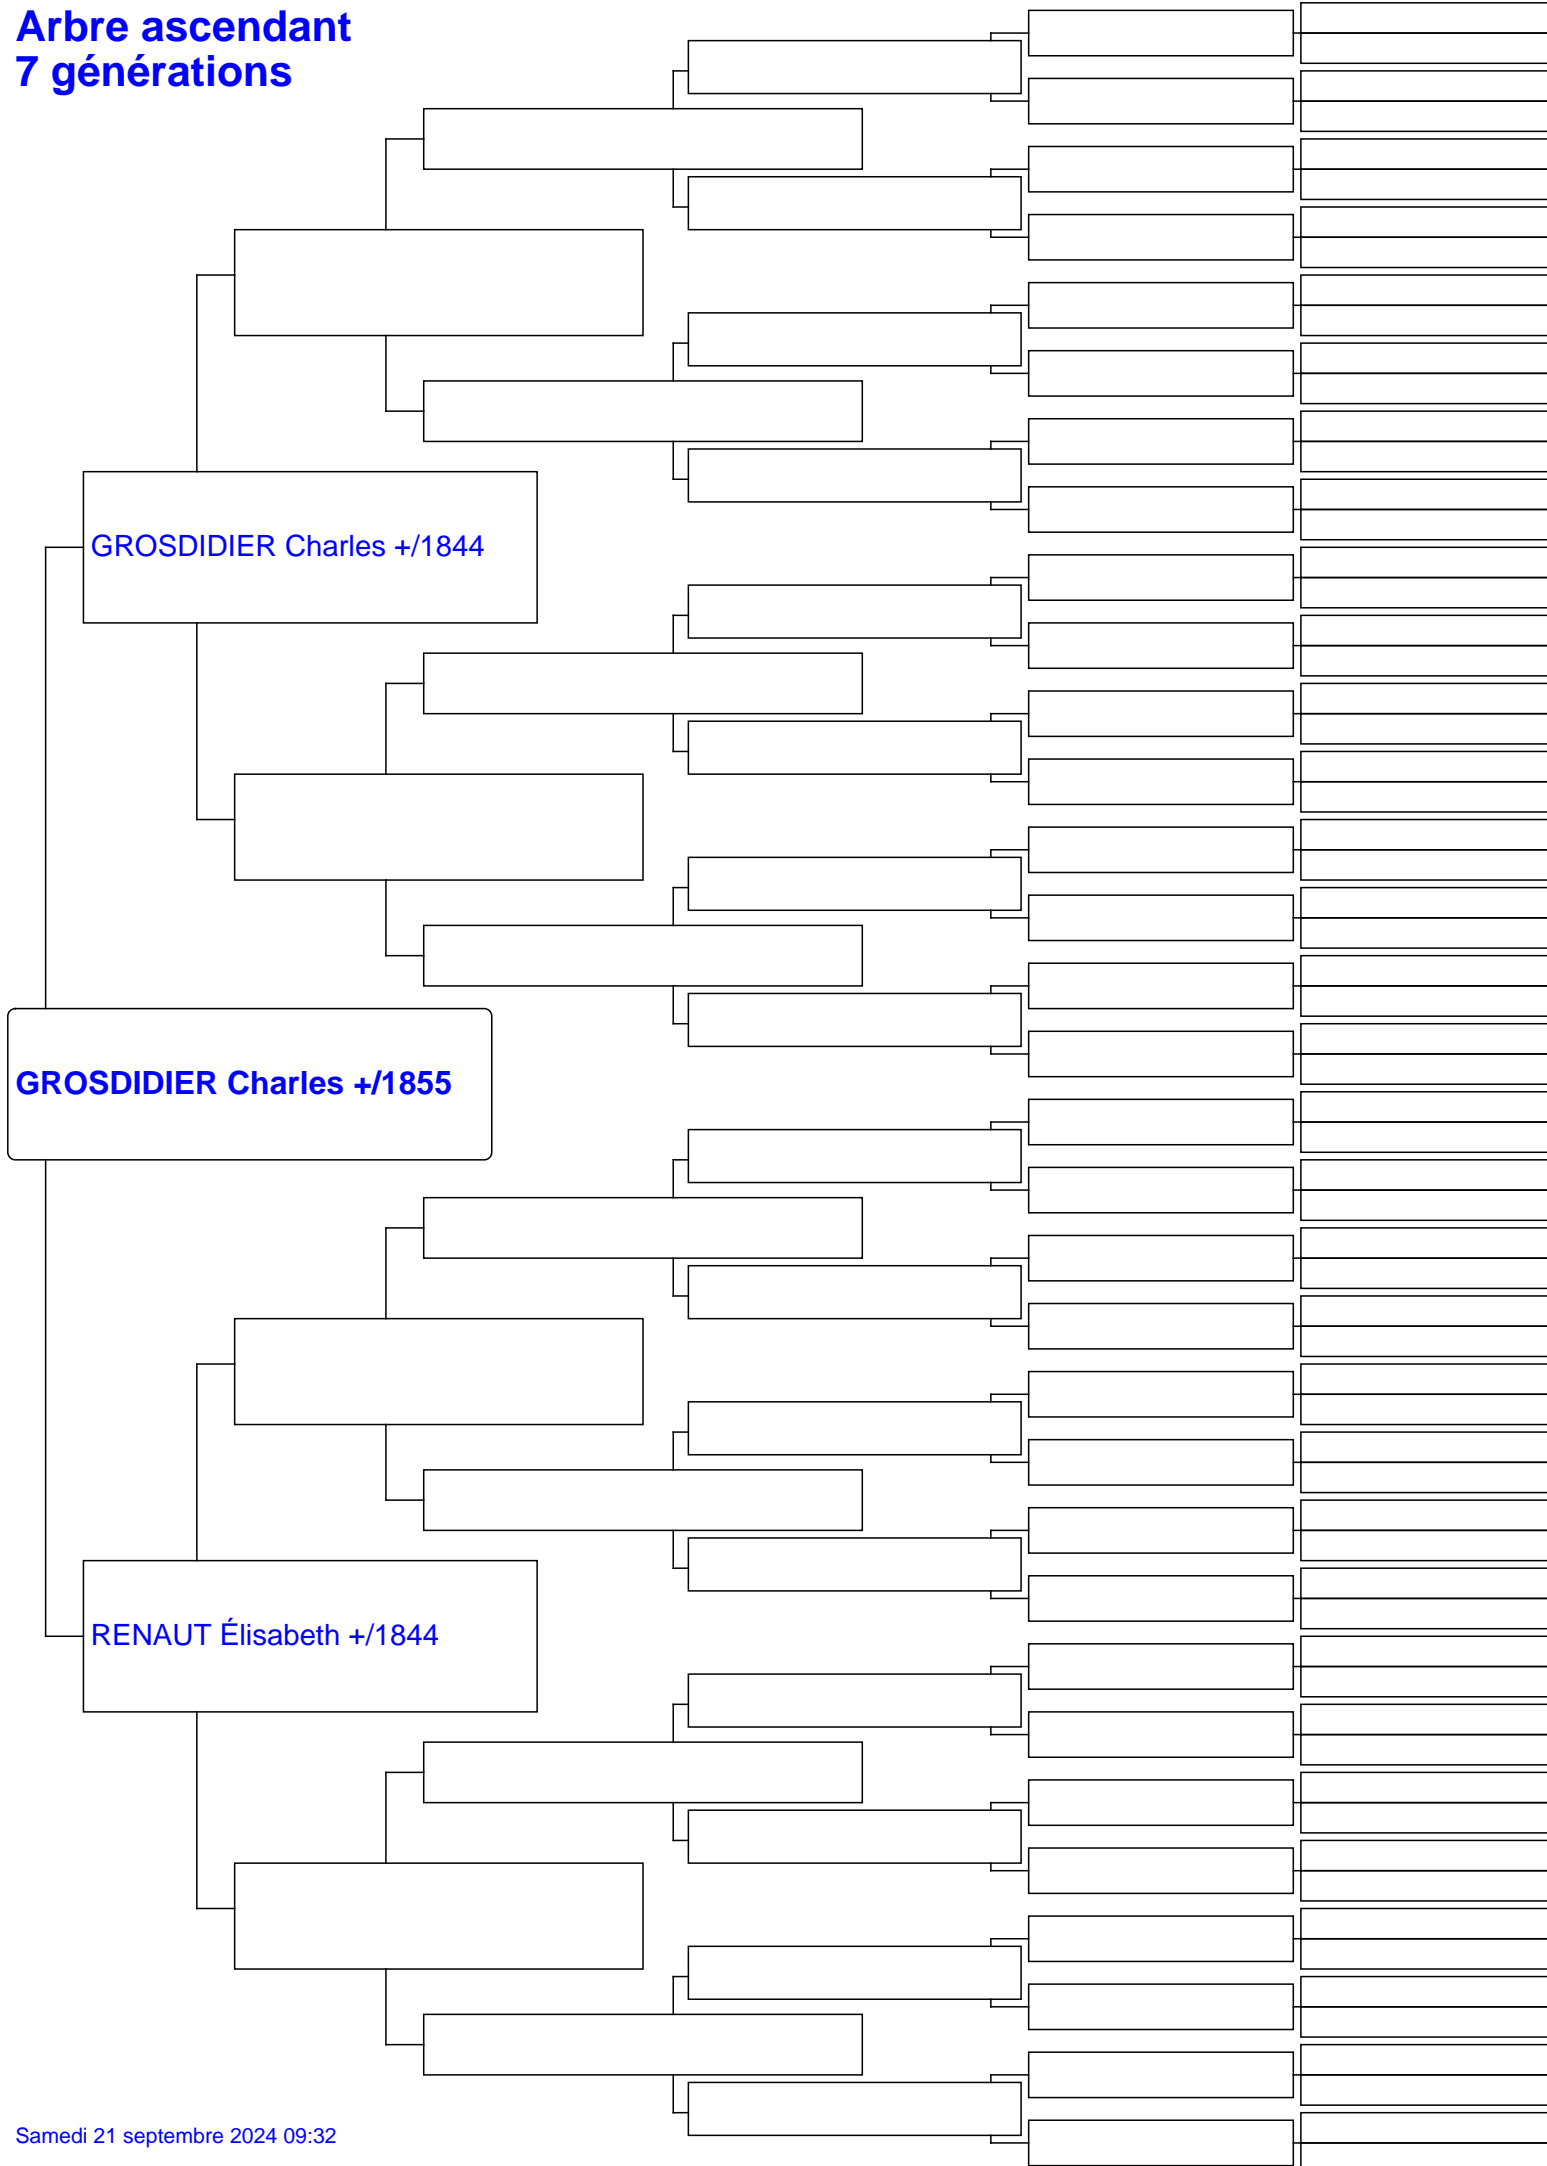 Arbre ascendant
7 générations
GROSDIDIER Charles +/1844
GROSDIDIER Charles +/1855
RENAUT Élisabeth +/1844
Samedi 21 septembre 2024 09:32